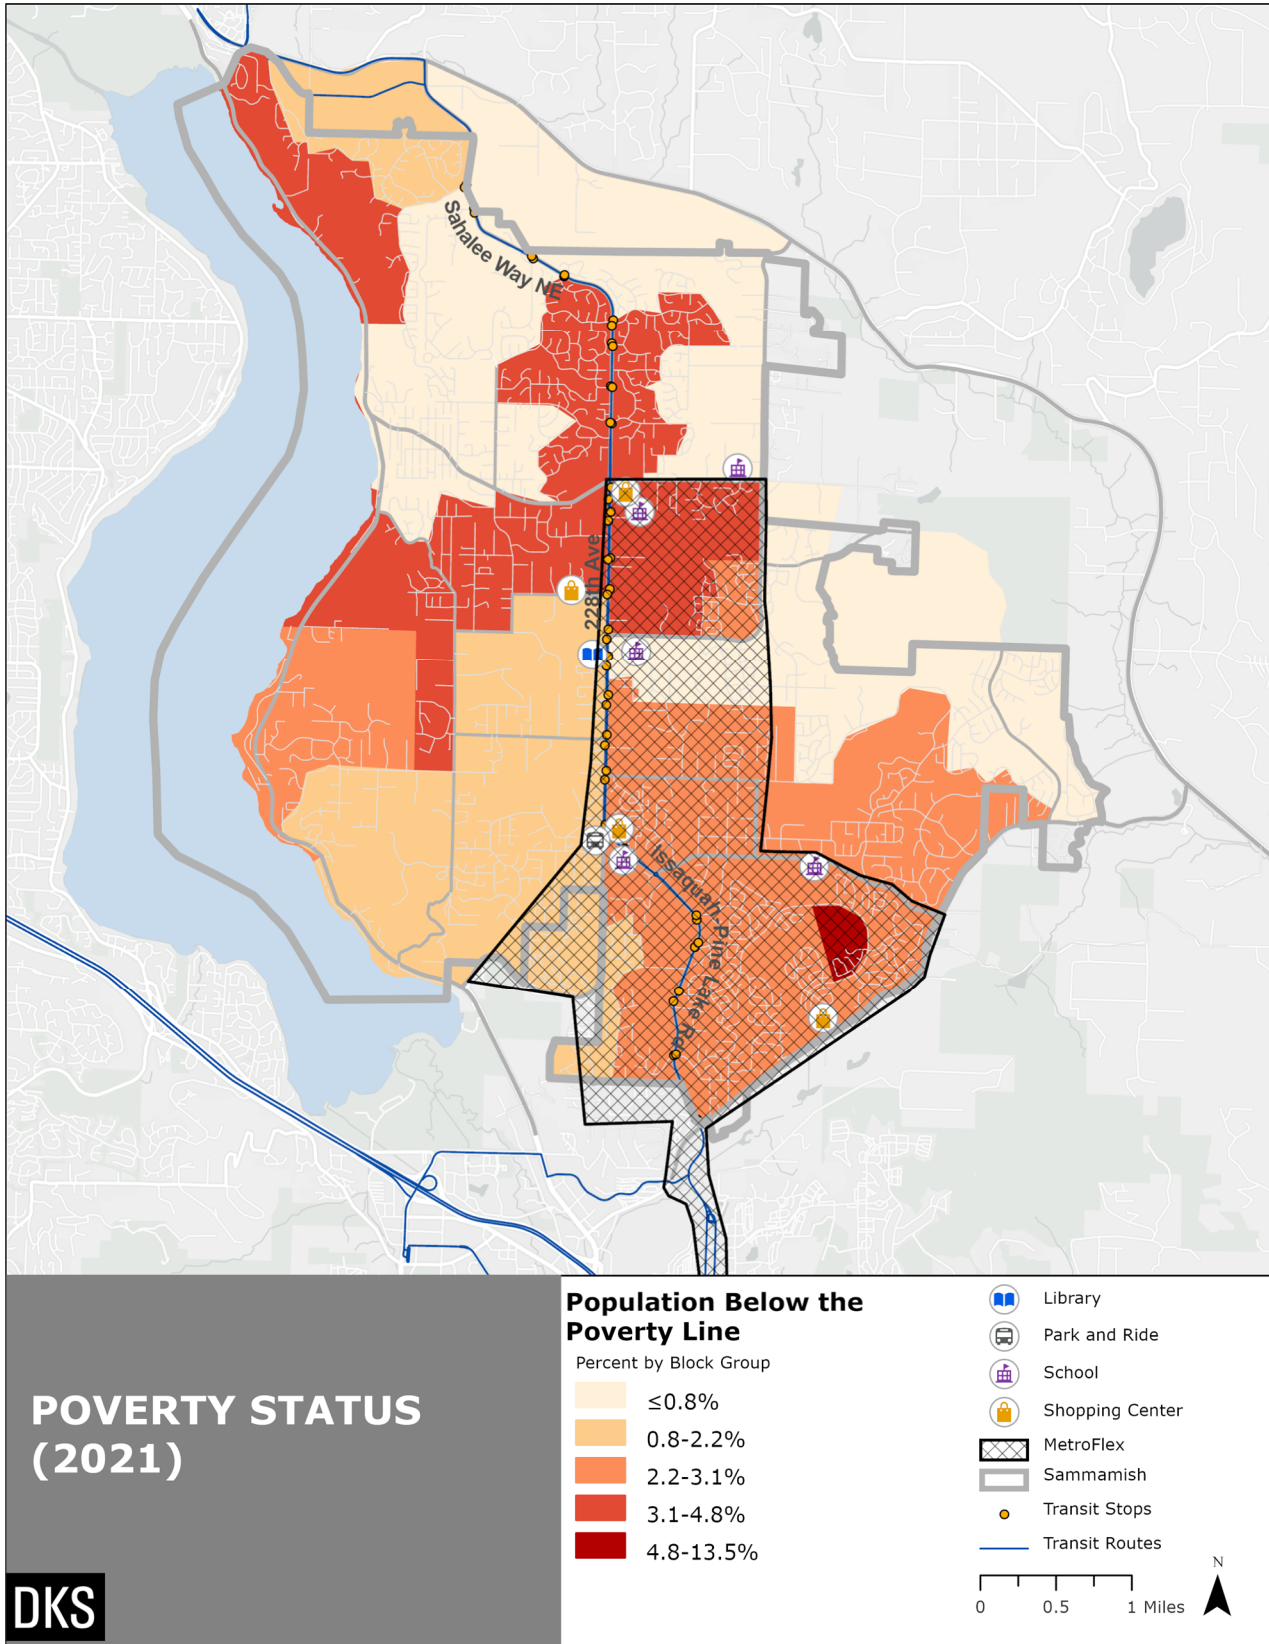 Sahalee Way NE
228th Ave
Issaquah-Pine Lake Rd
POVERTY STATUS
(2021)
DKS
Population Below the
Poverty Line
Percent by Block Group
≤0.8%
0.8-2.2%
2.2-3.1%
3.1-4.8%
4.8-13.5%
Library
Park and Ride
School
Shopping Center
MetroFlex
Sammamish
Transit Stops
Transit Routes
N
0 0.5 1 Miles